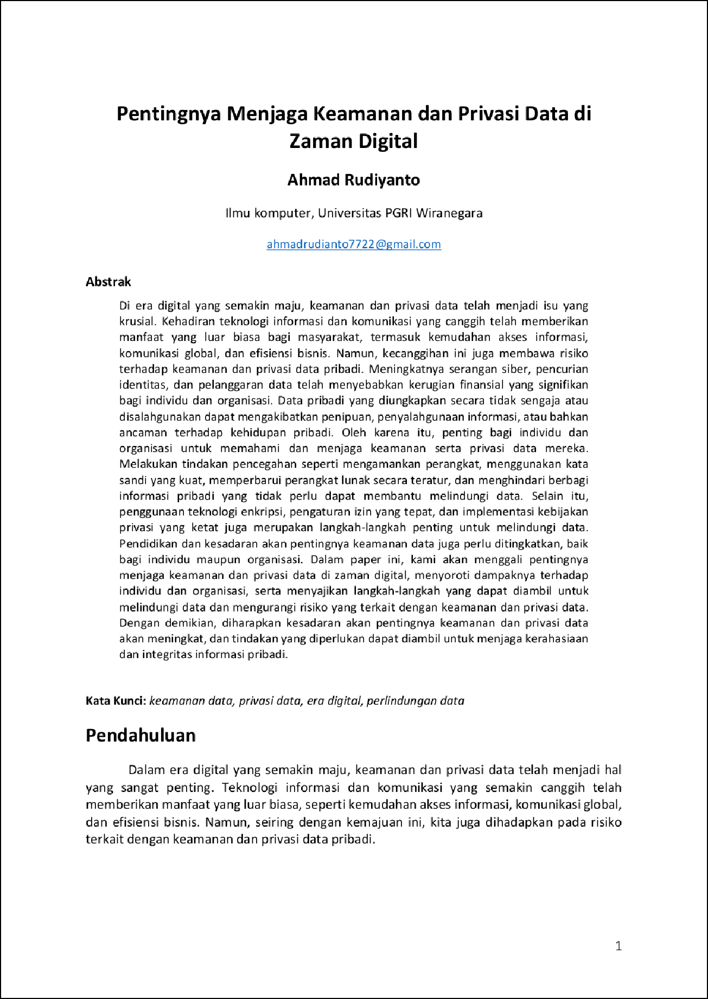 Pentingnya Menjaga Keamanan dan Privasi Data di
Zaman Digital
Ahmad Rudiyanto
Ilmu komputer, Universitas PGRI Wiranegara
ahmadrudianto7722@gmail.com
Abstrak
Di era digital yang semakin maju, keamanan dan privasi data telah menjadi isu yang
krusial. Kehadiran teknologi informasi dan komunikasi yang canggih telah memberikan
manfaat yang luar biasa bagi masyarakat, termasuk kemudahan akses informasi,
komunikasi global, dan efisiensi bisnis. Namun, kecanggihan ini juga membawa risiko
terhadap keamanan dan privasi data pribadi. Meningkatnya serangan siber, pencurian
identitas, dan pelanggaran data telah menyebabkan kerugian finansial yang signifikan
bagi individu dan organisasi. Data pribadi yang diungkapkan secara tidak sengaja atau
disalahgunakan dapat mengakibatkan penipuan, penyalahgunaan informasi, atau bahkan
ancaman terhadap kehidupan pribadi. Oleh karena itu, penting bagi individu dan
organisasi untuk memahami dan menjaga keamanan serta privasi data mereka.
Melakukan tindakan pencegahan seperti mengamankan perangkat, menggunakan kata
sandi yang kuat, memperbarui perangkat lunak secara teratur, dan menghindari berbagi
informasi pribadi yang tidak perlu dapat membantu melindungi data. Selain itu,
penggunaan teknologi enkripsi, pengaturan izin yang tepat, dan implementasi kebijakan
privasi yang ketat juga merupakan langkah-langkah penting untuk melindungi data.
Pendidikan dan kesadaran akan pentingnya keamanan data juga perlu ditingkatkan, baik
bagi individu maupun organisasi. Dalam paper ini, kami akan menggali pentingnya
menjaga keamanan dan privasi data di zaman digital, menyoroti dampaknya terhadap
individu dan organisasi, serta menyajikan langkah-langkah yang dapat diambil untuk
melindungi data dan mengurangi risiko yang terkait dengan keamanan dan privasi data.
Dengan demikian, diharapkan kesadaran akan pentingnya keamanan dan privasi data
akan meningkat, dan tindakan yang diperlukan dapat diambil untuk menjaga kerahasiaan
dan integritas informasi pribadi.
Kata Kunci: keamanan data, privasi data, era digital, perlindungan data
Pendahuluan
Dalam era digital yang semakin maju, keamanan dan privasi data telah menjadi hal
yang sangat penting. Teknologi informasi dan komunikasi yang semakin canggih telah
memberikan manfaat yang luar biasa, seperti kemudahan akses informasi, komunikasi global,
dan efisiensi bisnis. Namun, seiring dengan kemajuan ini, kita juga dihadapkan pada risiko
terkait dengan keamanan dan privasi data pribadi.
1